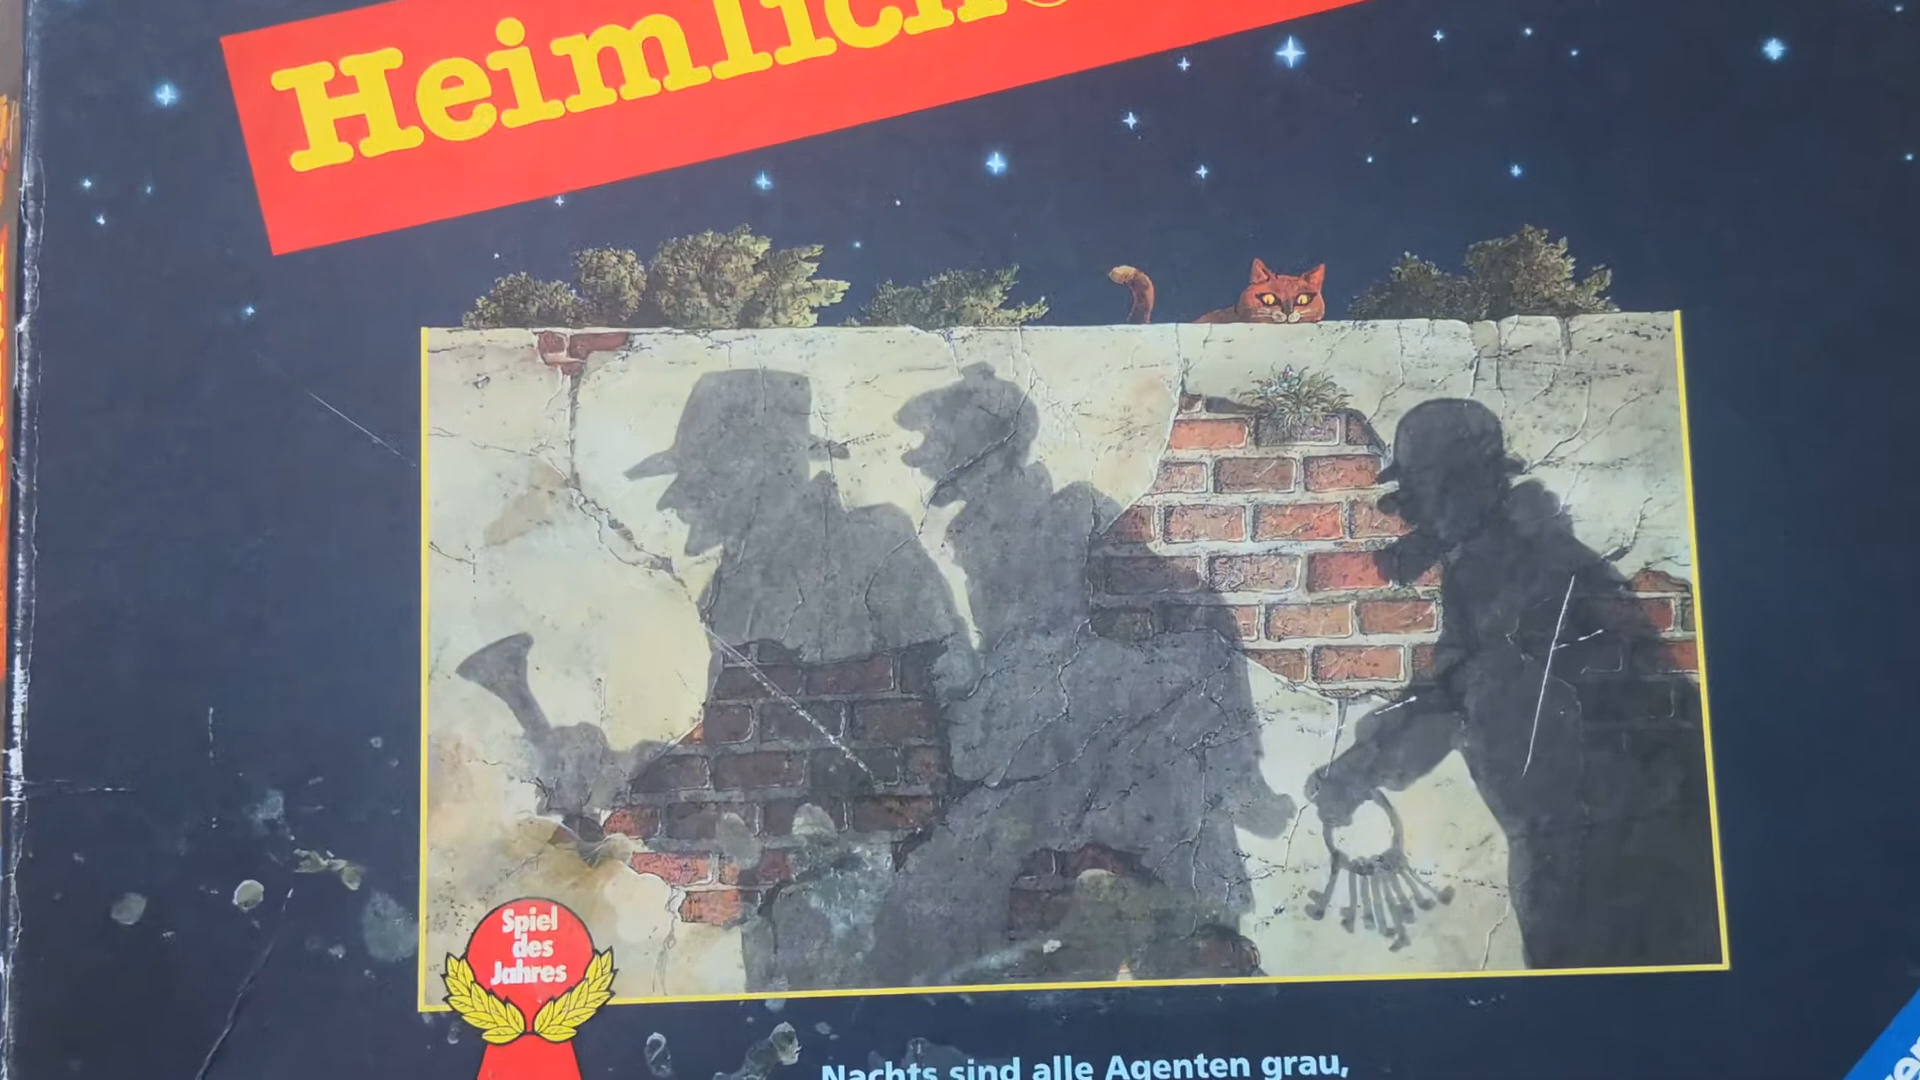 Heimlich
Spiel
des
Jahres
Nachts sind alle Agenten grau,